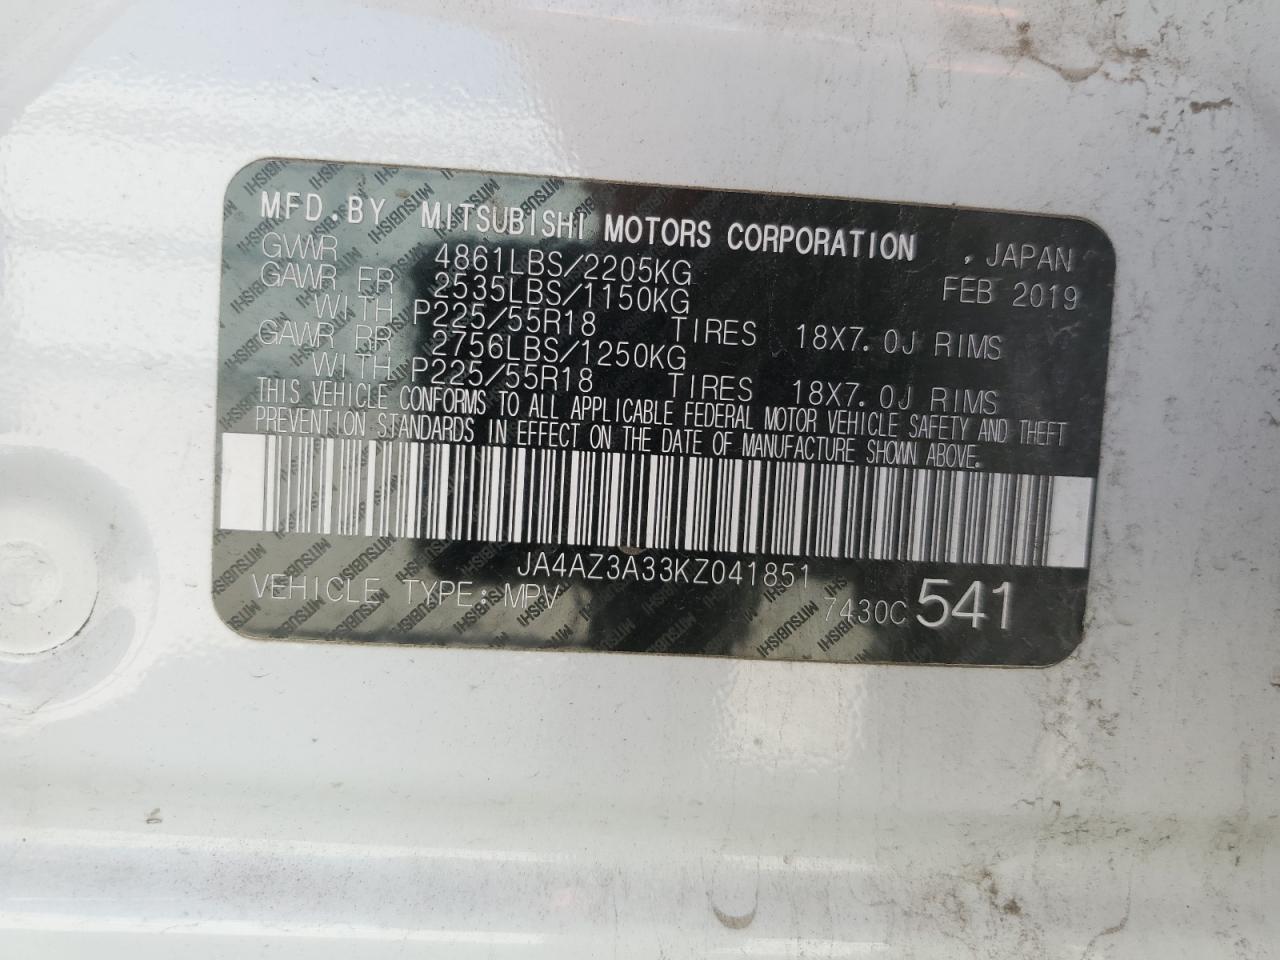 MFD.BY MITSUBISHI MOTORS CORPORATION , JAPAN
GVWR 4861LBS/2205KG FEB 2019
GAWR FR 2535LBS/1150KG
WITH P225/55R18 TIRES 18X7.0J RIMS
GAWR RR 2756LBS/1250KG
WITH P225/55R18 TIRES 18X7.0J RIMS
THIS VEHICLE CONFORMS TO ALL APPLICABLE FEDERAL MOTOR VEHICLE SAFETY AND THEFT
PREVENTION STANDARDS IN EFFECT ON THE DATE OF MANUFACTURE SHOWN ABOVE.
JA4AZ3A33KZ041851
VEHICLE TYPE: MPV 7430C 541